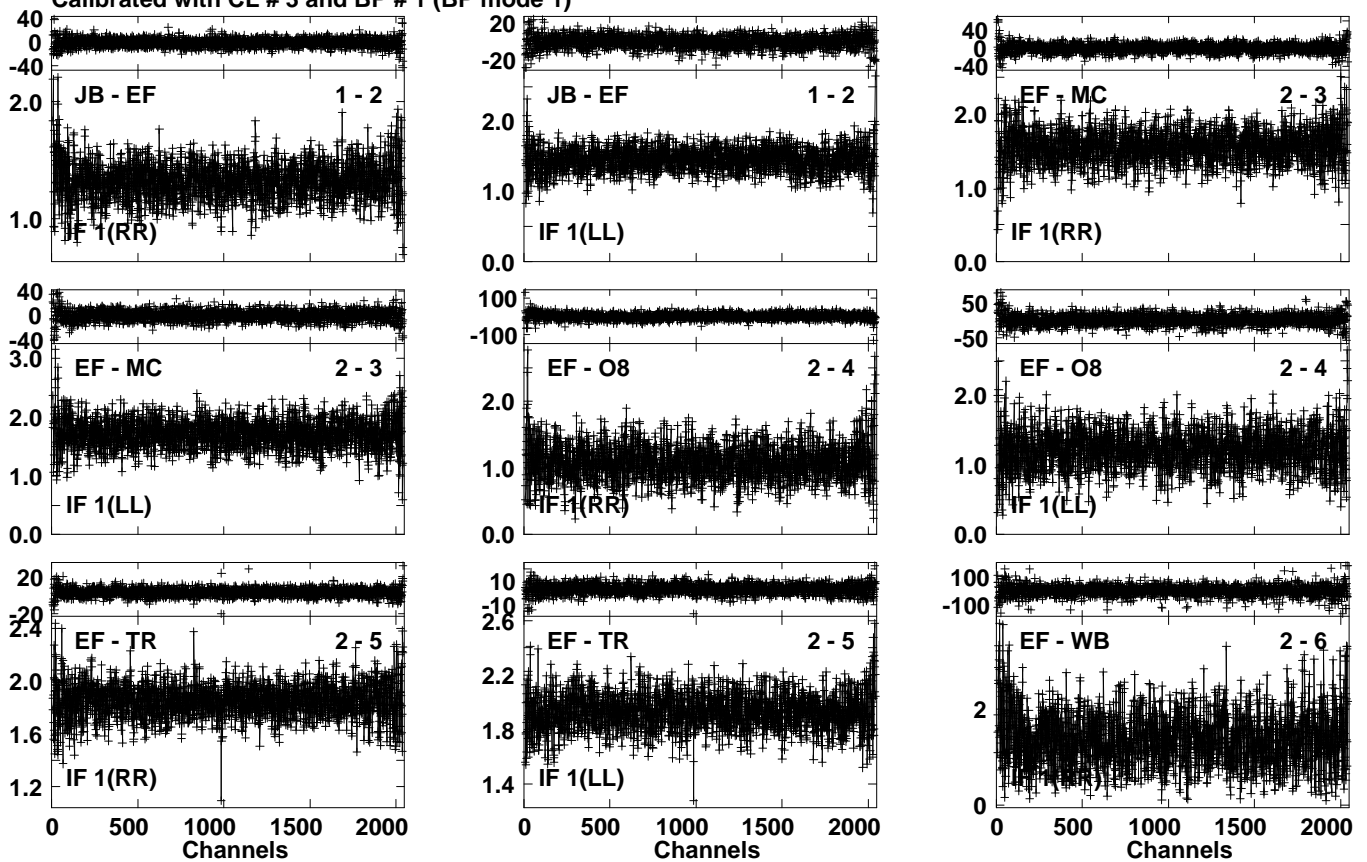 Calibrated with CL # 3 and BP # 1 (BP mode 1)
40
0
-40
JB - EF 1 - 2
2.0
1.0
IF 1(RR)
20
-20
JB - EF 1 - 2
2.0
1.0
0.0
IF 1(LL)
40
0
-40
EF - MC 2 - 3
2.0
1.0
0.0
IF 1(RR)
40
0
-40
3.0
EF - MC 2 - 3
2.0
1.0
0.0
IF 1(LL)
100
-100
EF - O8 2 - 4
2.0
1.0
0.0
IF 1(RR)
50
-50
EF - O8 2 - 4
2.0
1.0
0.0
IF 1(LL)
20
-20
2.4
EF - TR 2 - 5
2.0
1.6
1.2
IF 1(RR)
0 500 1000 1500 2000
Channels
10
-10
2.6
EF - TR 2 - 5
2.2
1.8
1.4
IF 1(LL)
0 500 1000 1500 2000
Channels
100
-100
EF - WB 2 - 6
2
0
0 500 1000 1500 2000
Channels